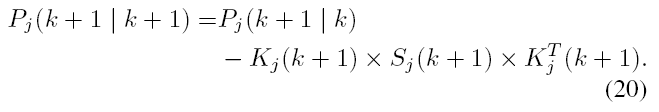 P_j(k + 1 | k + 1) = P_j(k + 1 | k)
− K_j(k + 1) × S_j(k + 1) × K_j^T(k + 1).
(20)